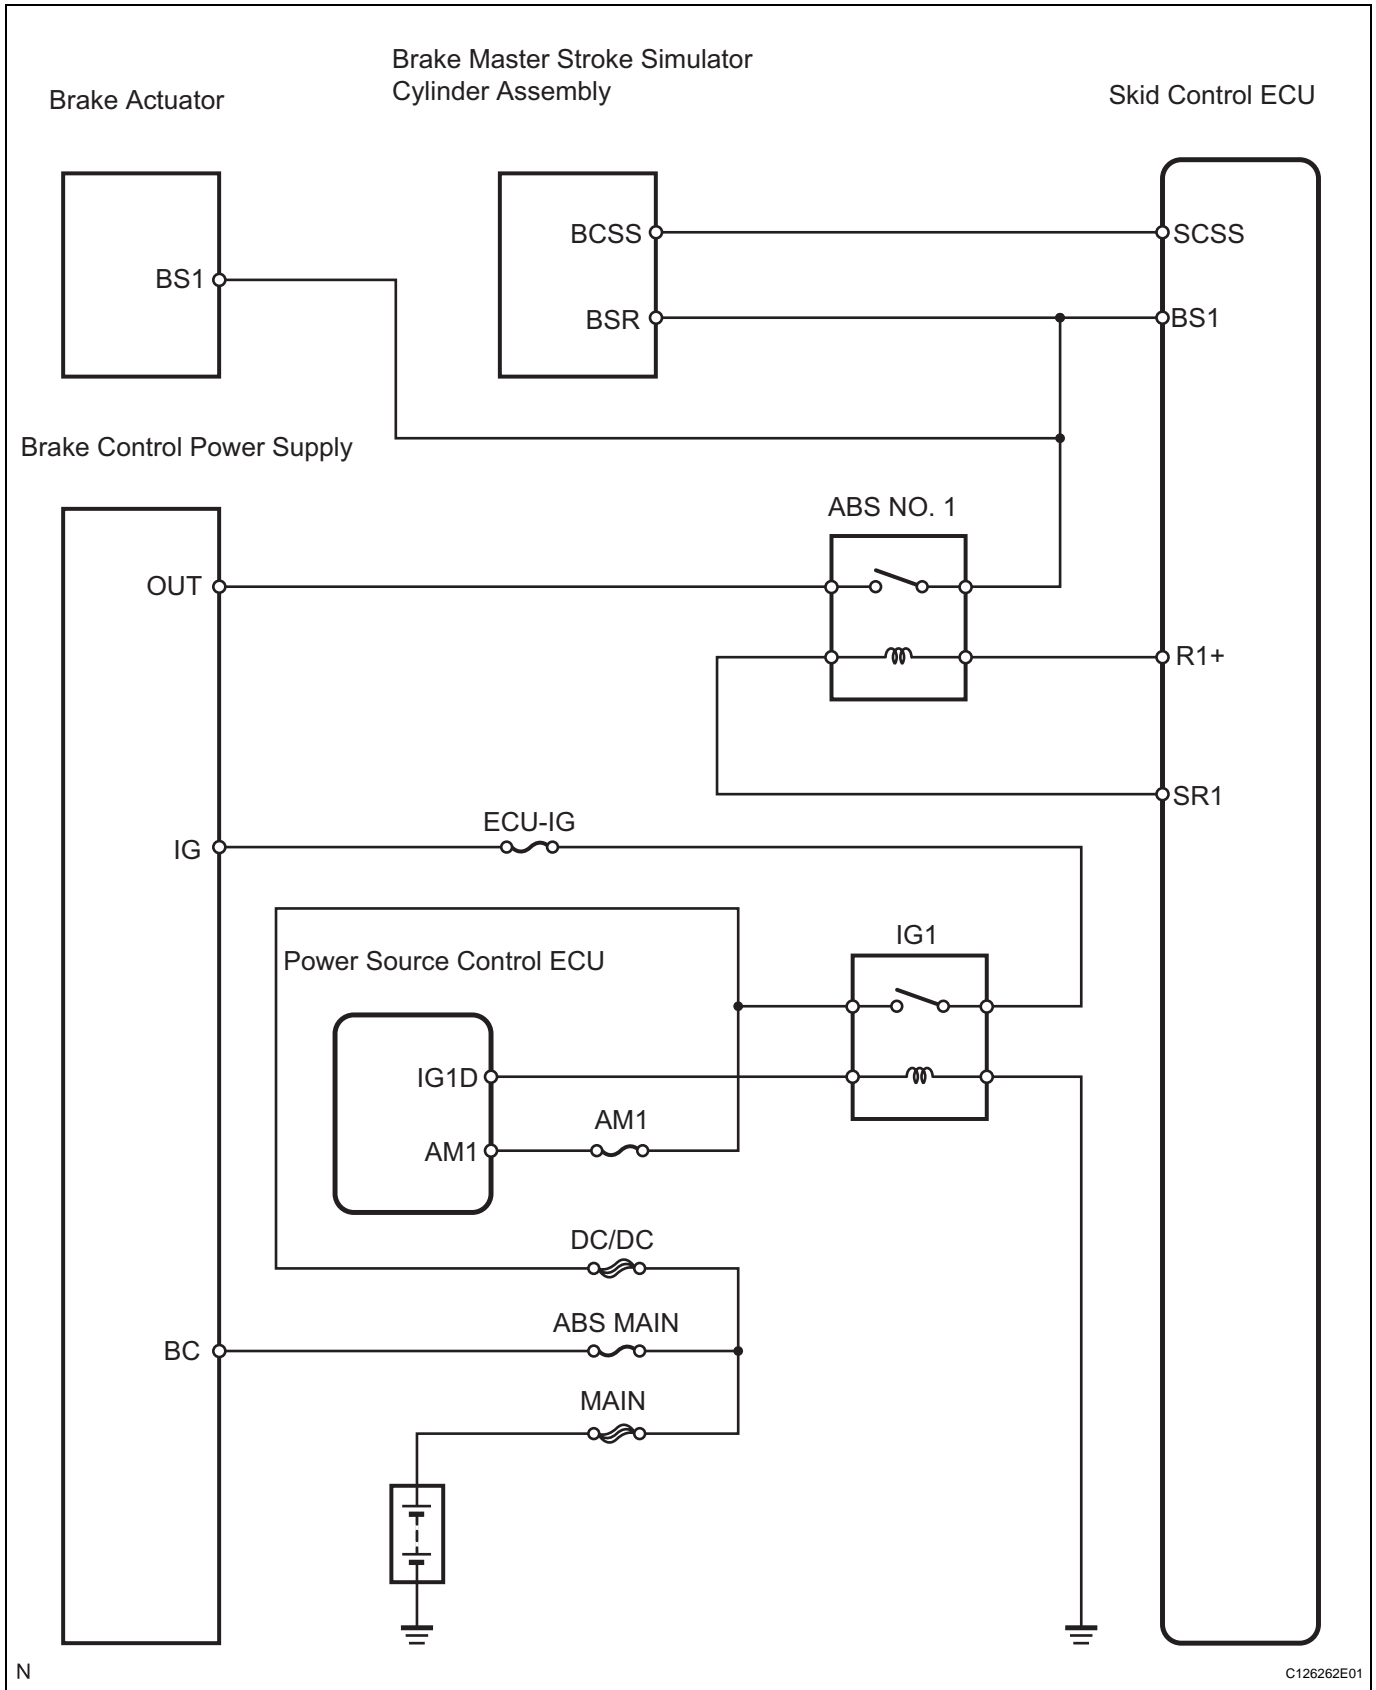 Brake Master Stroke Simulator
Cylinder Assembly
Brake Actuator
Skid Control ECU
BCSS
SCSS
BS1
BSR
BS1
Brake Control Power Supply
ABS NO. 1
OUT
R1+
SR1
ECU-IG
IG
IG1
Power Source Control ECU
IG1D
AM1
AM1
DC/DC
ABS MAIN
BC
MAIN
N
C126262E01